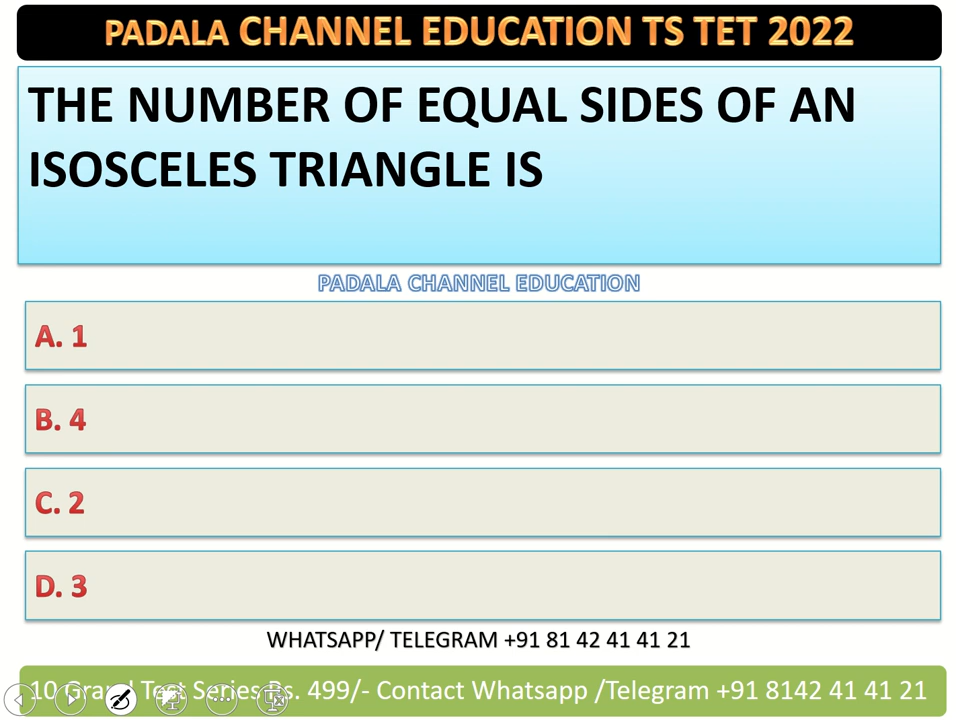 PADALA CHANNEL EDUCATION TS TET 2022
THE NUMBER OF EQUAL SIDES OF AN
ISOSCELES TRIANGLE IS
PADALA CHANNEL EDUCATION
A. 1
B. 4
C. 2
D. 3
WHATSAPP/ TELEGRAM +91 81 42 41 41 21
10 Grand Test Series Rs. 499/- Contact Whatsapp /Telegram +91 8142 41 41 21